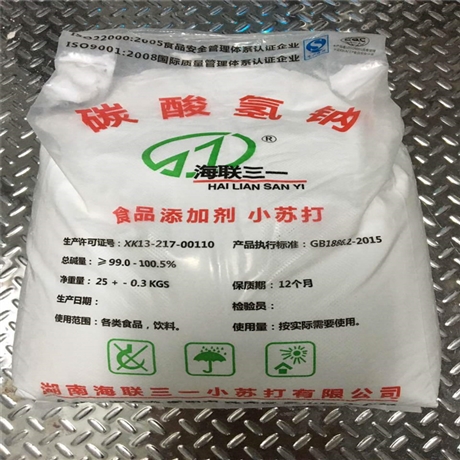 ISO22000:2005食品安全管理体系认证企业
ISO9001:2008国际质量管理体系认证企业
碳酸氢钠
®
海联三一
HAI LIAN SAN YI
食品添加剂 小苏打
生产许可证号: XK13-217-00110 产品执行标准: GB1886.2-2015
总碱量: ≥99.0-100.5%
净重量: 25 + - 0.3 KGS 保质期: 12个月
生产日期: 检验员:
使用范围: 各类食品,饮料。 使用量: 按实际需要使用。
湖南海联三一小苏打有限公司